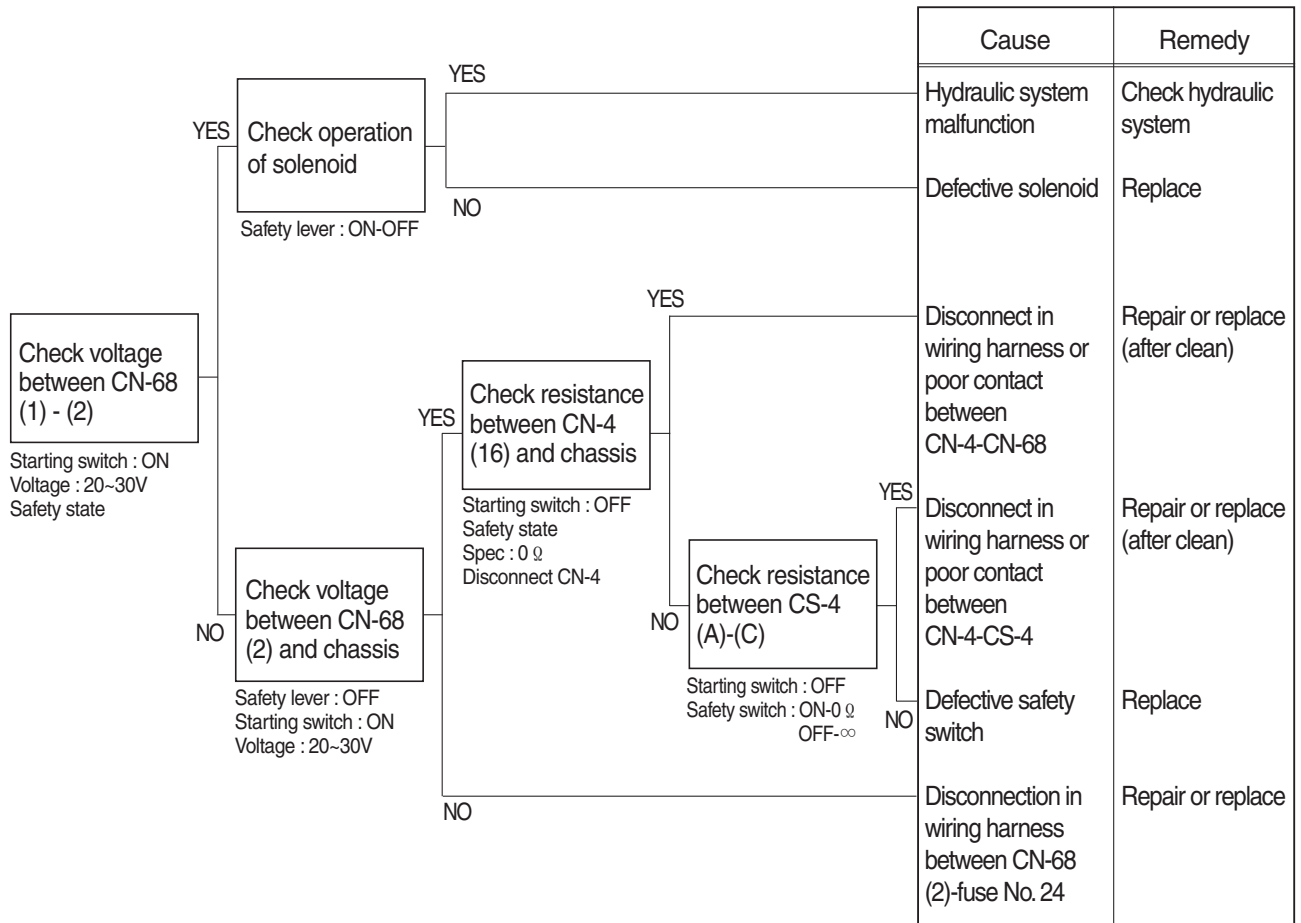 Cause
Remedy
YES
Hydraulic system
malfunction
Check hydraulic
system
YES
Check operation
of solenoid
NO
Defective solenoid
Replace
Safety lever : ON-OFF
YES
Disconnect in
wiring harness or
poor contact
between
CN-4-CN-68
Repair or replace
(after clean)
Check voltage
between CN-68
(1) - (2)
Starting switch : ON
Voltage : 20~30V
Safety state
YES
Check resistance
between CN-4
(16) and chassis
Starting switch : OFF
Safety state
Spec : 0 Ω
Disconnect CN-4
YES
Disconnect in
wiring harness or
poor contact
between
CN-4-CS-4
Repair or replace
(after clean)
NO
Check voltage
between CN-68
(2) and chassis
Safety lever : OFF
Starting switch : ON
Voltage : 20~30V
NO
Check resistance
between CS-4
(A)-(C)
Starting switch : OFF
Safety switch : ON-0 Ω
OFF-∞
NO
Defective safety
switch
Replace
NO
Disconnection in
wiring harness
between CN-68
(2)-fuse No. 24
Repair or replace